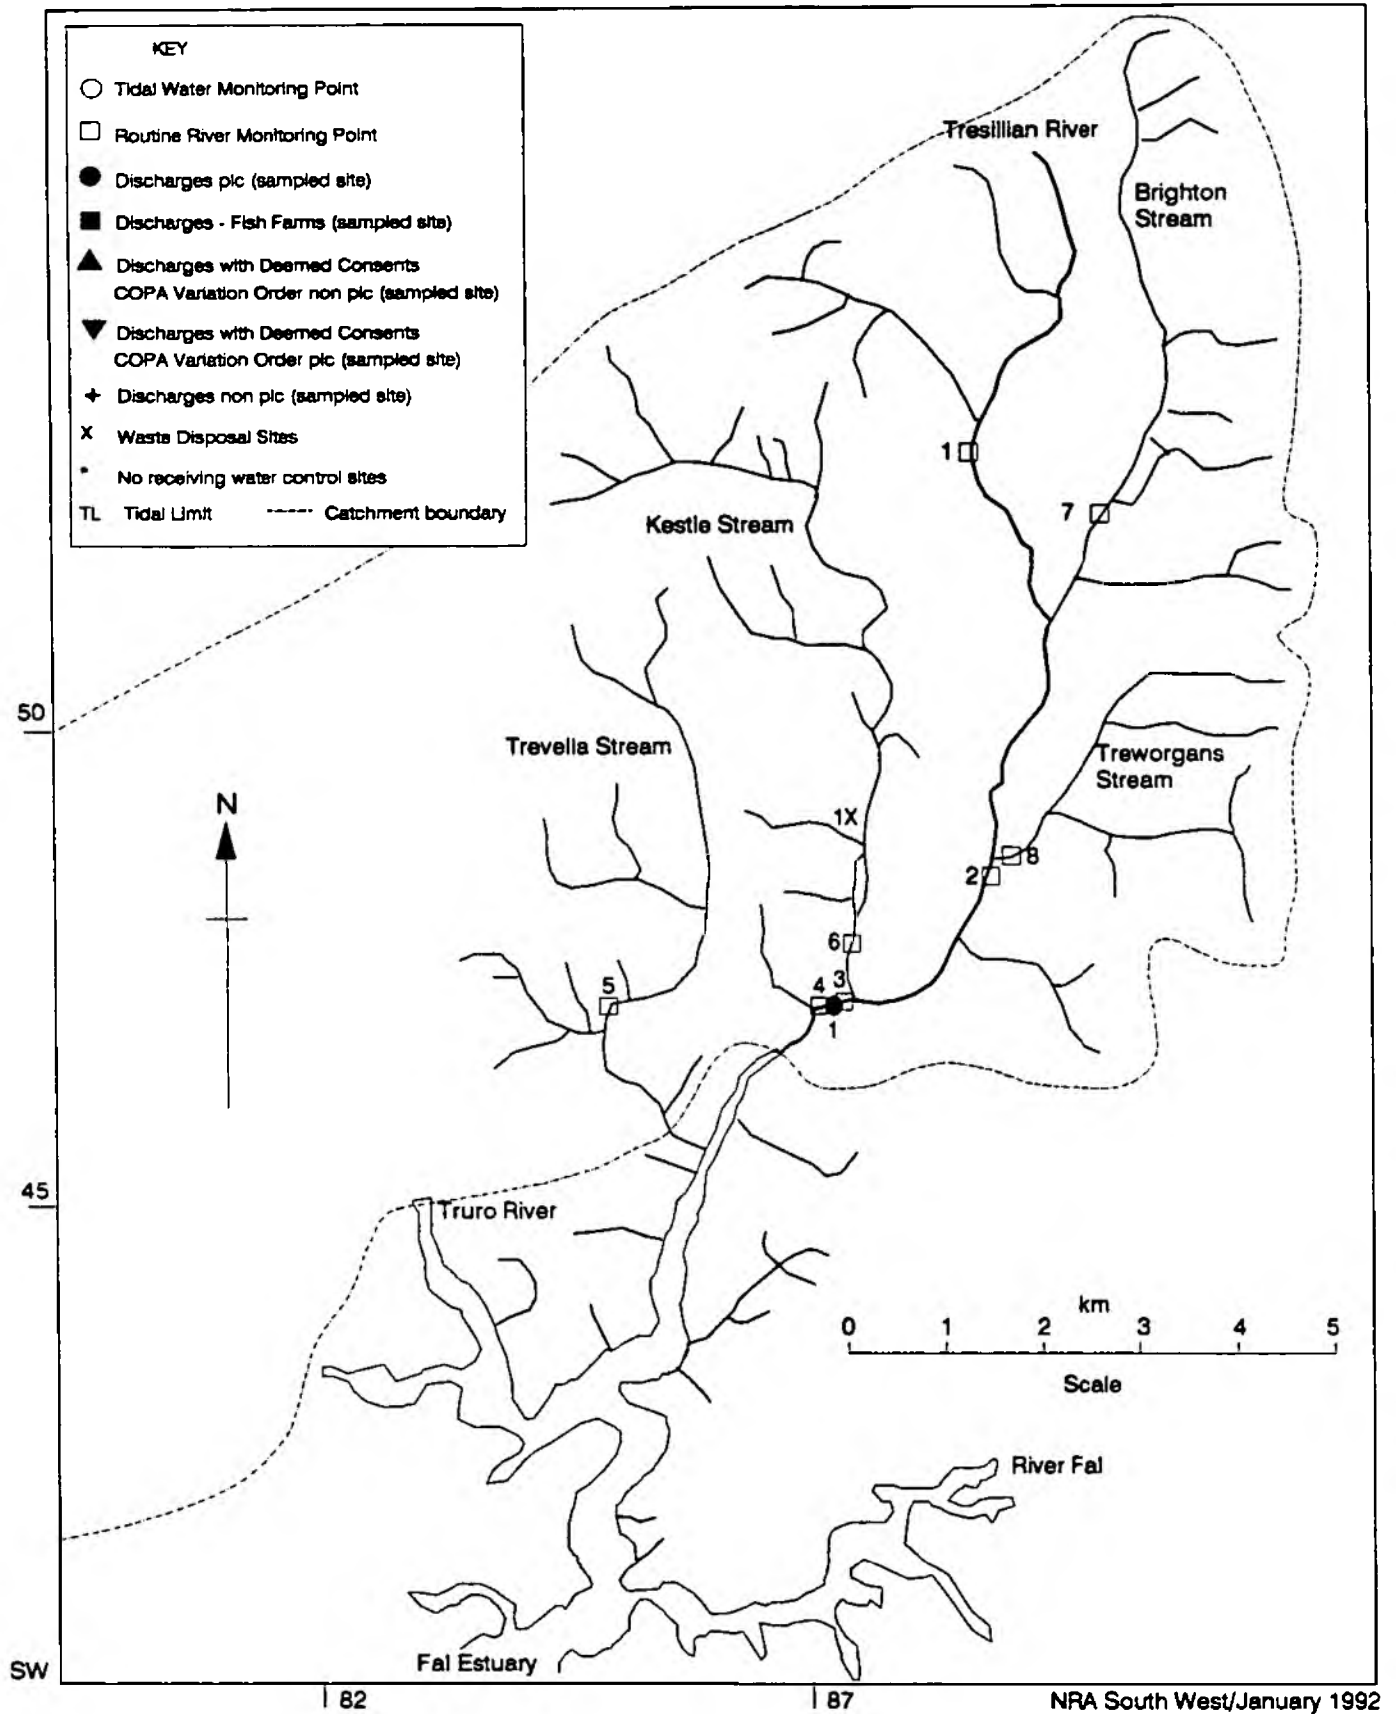 KEY
Tidal Water Monitoring Point
Routine River Monitoring Point
Discharges plc (sampled site)
Discharges - Fish Farms (sampled site)
Discharges with Deemed Consents
COPA Variation Order non plc (sampled site)
Discharges with Deemed Consents
COPA Variation Order plc (sampled site)
+ Discharges non plc (sampled site)
X Waste Disposal Sites
* No receiving water control sites
TL Tidal Limit ------ Catchment boundary
Tresillian River
Brighton
Stream
1
7
Kestle Stream
50
Trevella Stream
Treworgans
Stream
N
1X
8
2
6
5
4
3
1
45
Truro River
km
0 1 2 3 4 5
Scale
River Fal
Fal Estuary
SW
82
87
NRA South West/January 1992